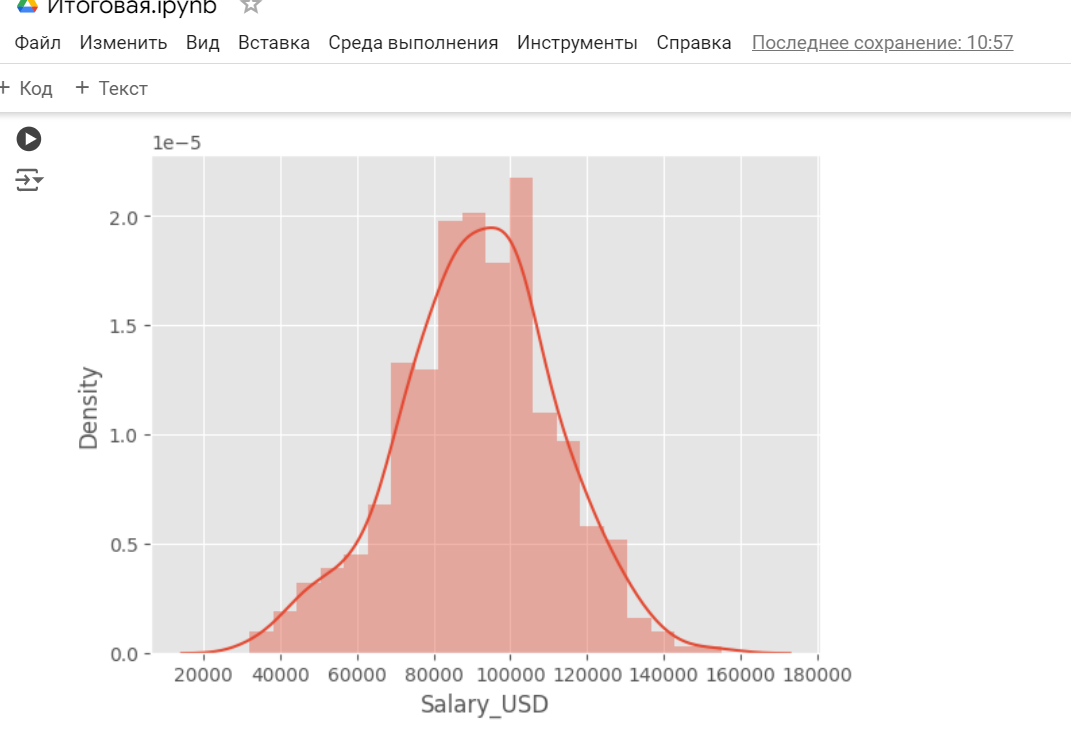 Итоговая.ipynb
Файл Изменить Вид Вставка Среда выполнения Инструменты Справка Последнее сохранение: 10:57
+ Код + Текст
1e−5
2.0
1.5
1.0
0.5
0.0
Density
20000 40000 60000 80000 100000 120000 140000 160000 180000
Salary_USD